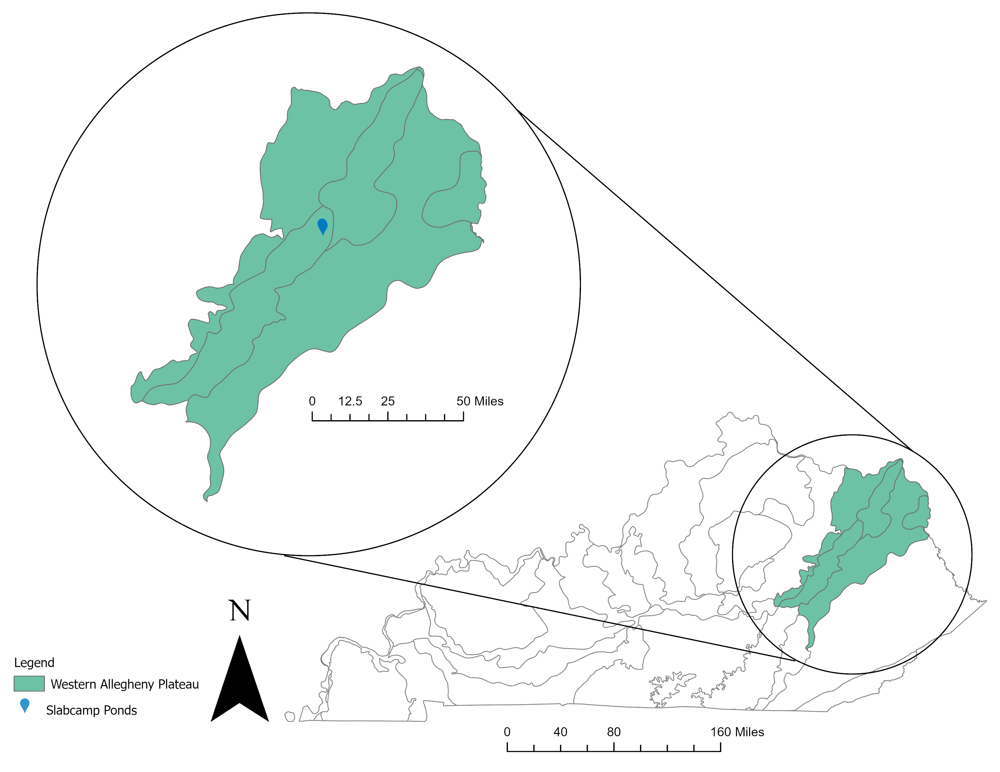 0 12.5 25 50 Miles
N
Legend
Western Allegheny Plateau
Slabcamp Ponds
0 40 80 160 Miles